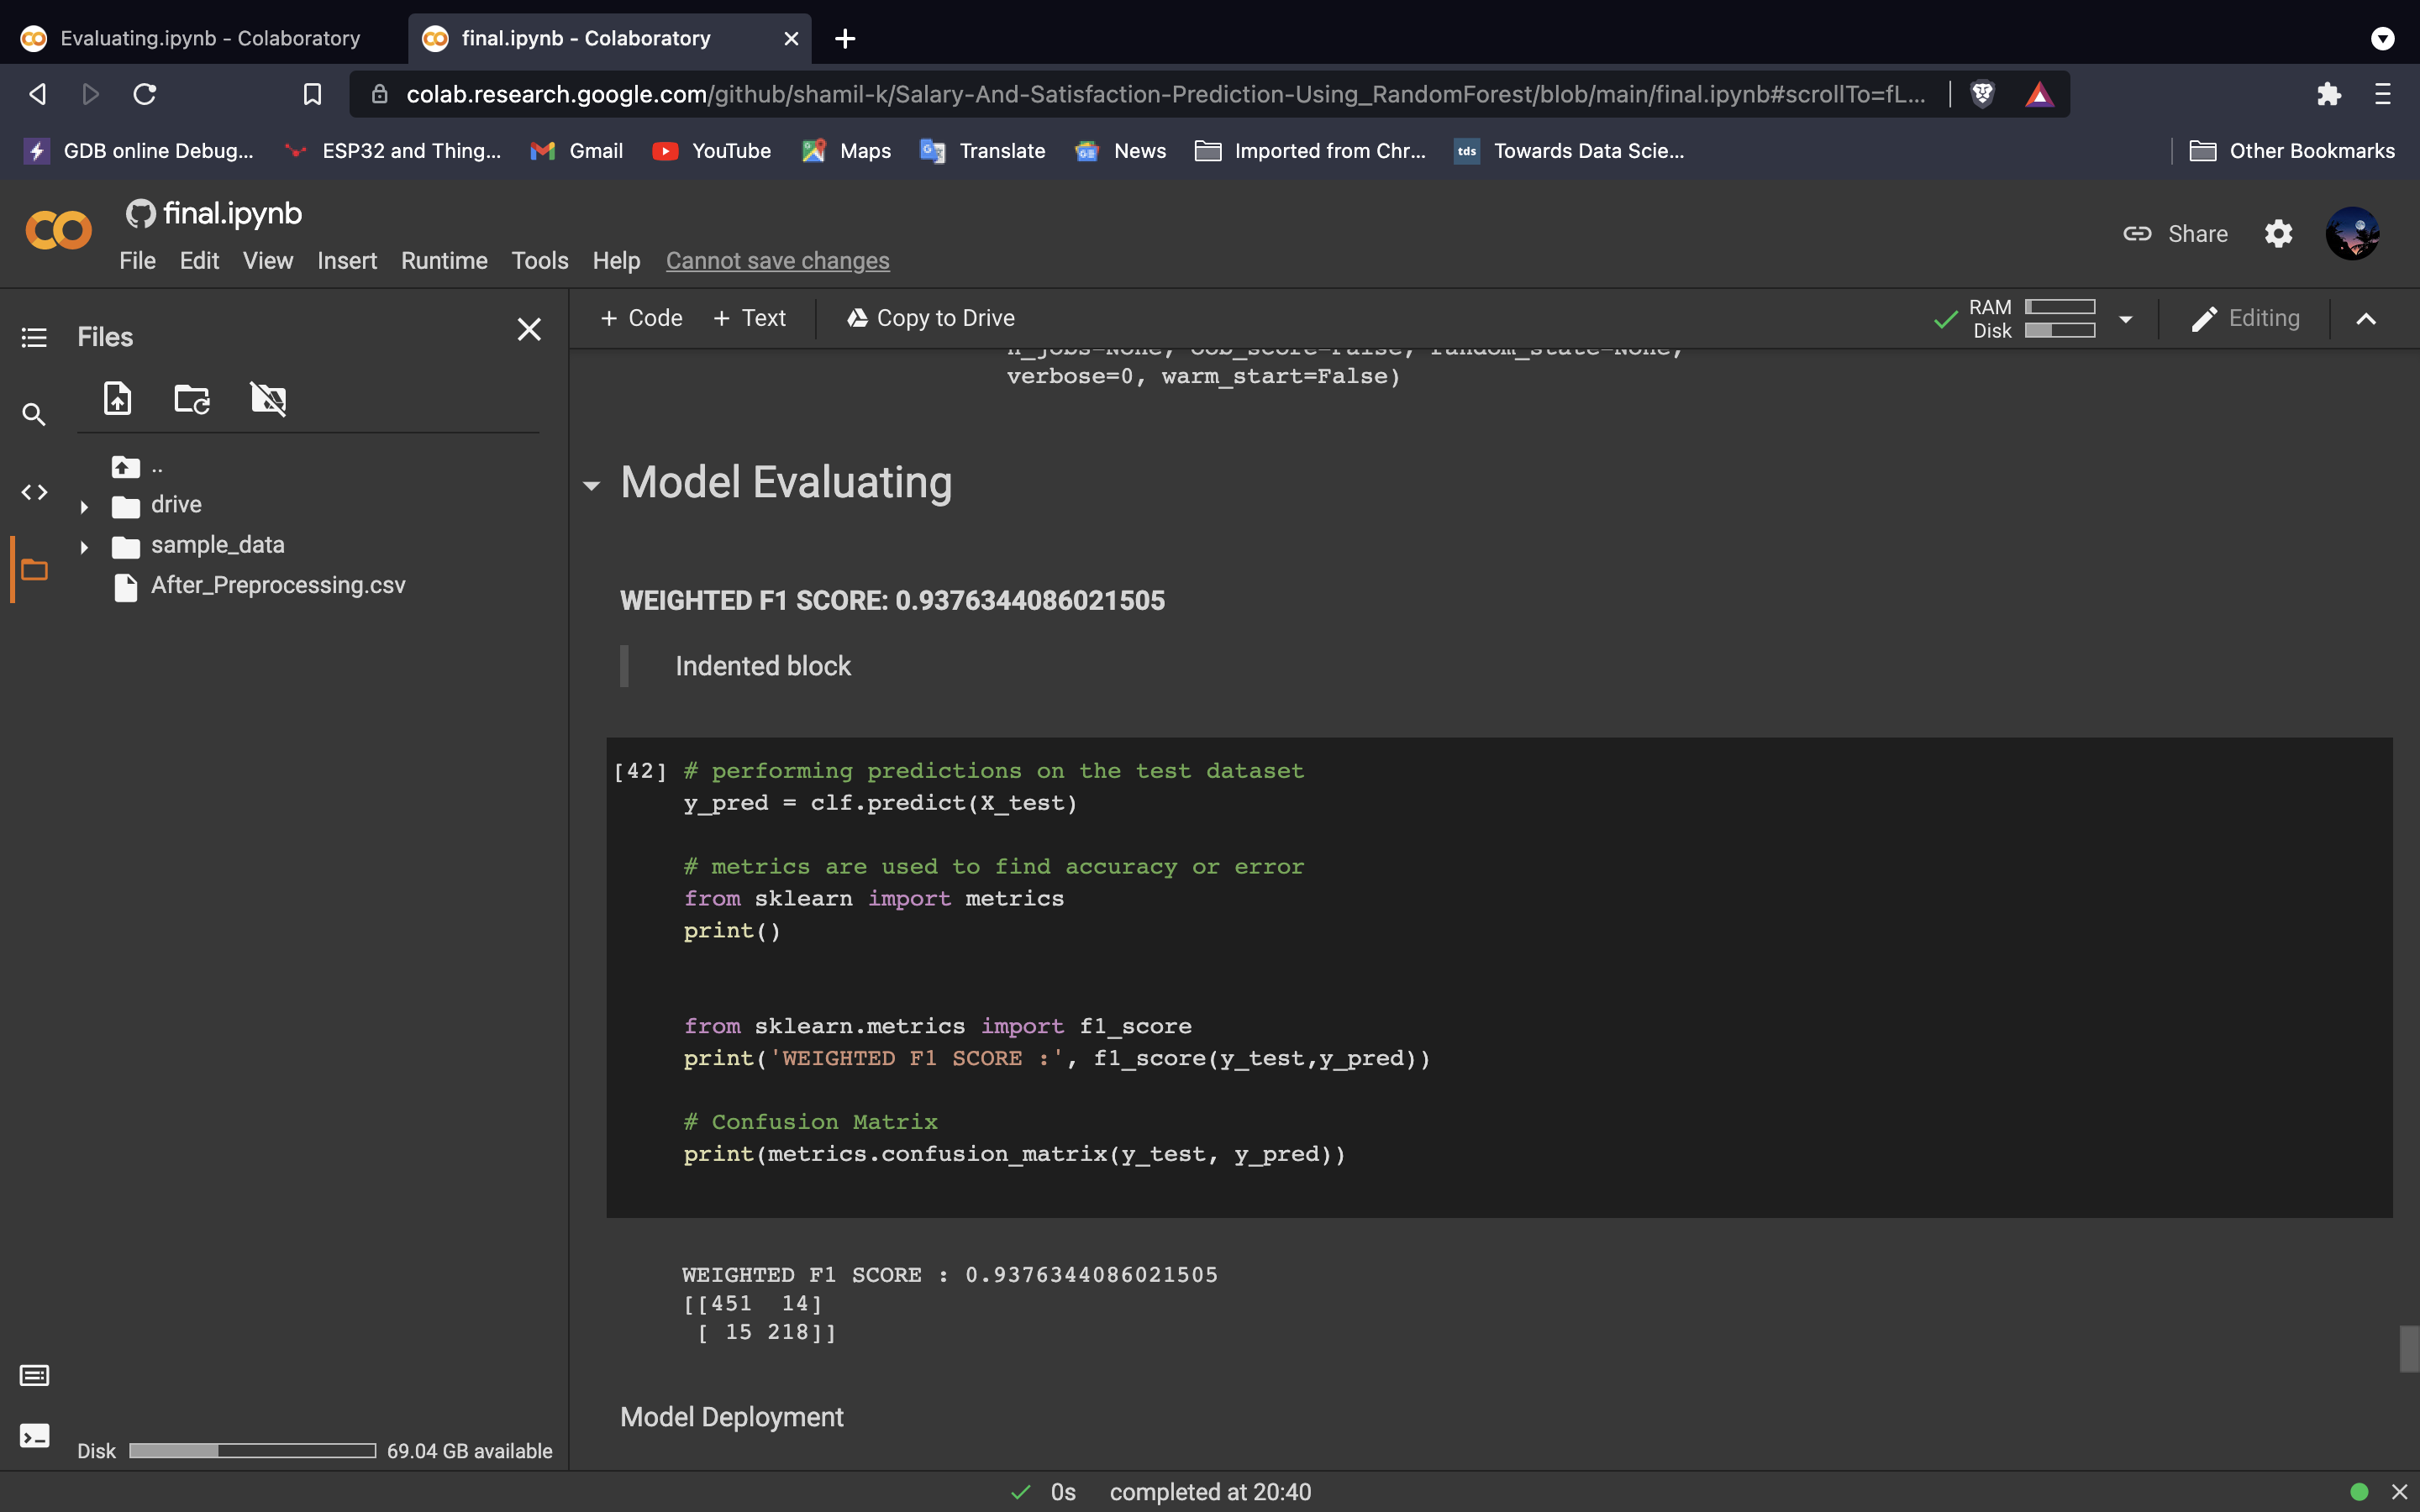 Evaluating.ipynb - Colaboratory
final.ipynb - Colaboratory
colab.research.google.com/github/shamil-k/Salary-And-Satisfaction-Prediction-Using_RandomForest/blob/main/final.ipynb#scrollTo=fL...
GDB online Debug...
ESP32 and Thing...
Gmail
YouTube
Maps
Translate
News
Imported from Chr...
tds
Towards Data Scie...
Other Bookmarks
final.ipynb
File Edit View Insert Runtime Tools Help Cannot save changes
Share
+ Code + Text Copy to Drive
RAM
Disk
Editing
Files
..
drive
sample_data
After_Preprocessing.csv
Disk 69.04 GB available
n_jobs=None, oob_score=False, random_state=None,
verbose=0, warm_start=False)
Model Evaluating
WEIGHTED F1 SCORE: 0.9376344086021505
Indented block
[42] # performing predictions on the test dataset
y_pred = clf.predict(X_test)
# metrics are used to find accuracy or error
from sklearn import metrics
print()
from sklearn.metrics import f1_score
print('WEIGHTED F1 SCORE :', f1_score(y_test,y_pred))
# Confusion Matrix
print(metrics.confusion_matrix(y_test, y_pred))
WEIGHTED F1 SCORE : 0.9376344086021505
[[451  14]
[ 15 218]]
Model Deployment
0s completed at 20:40